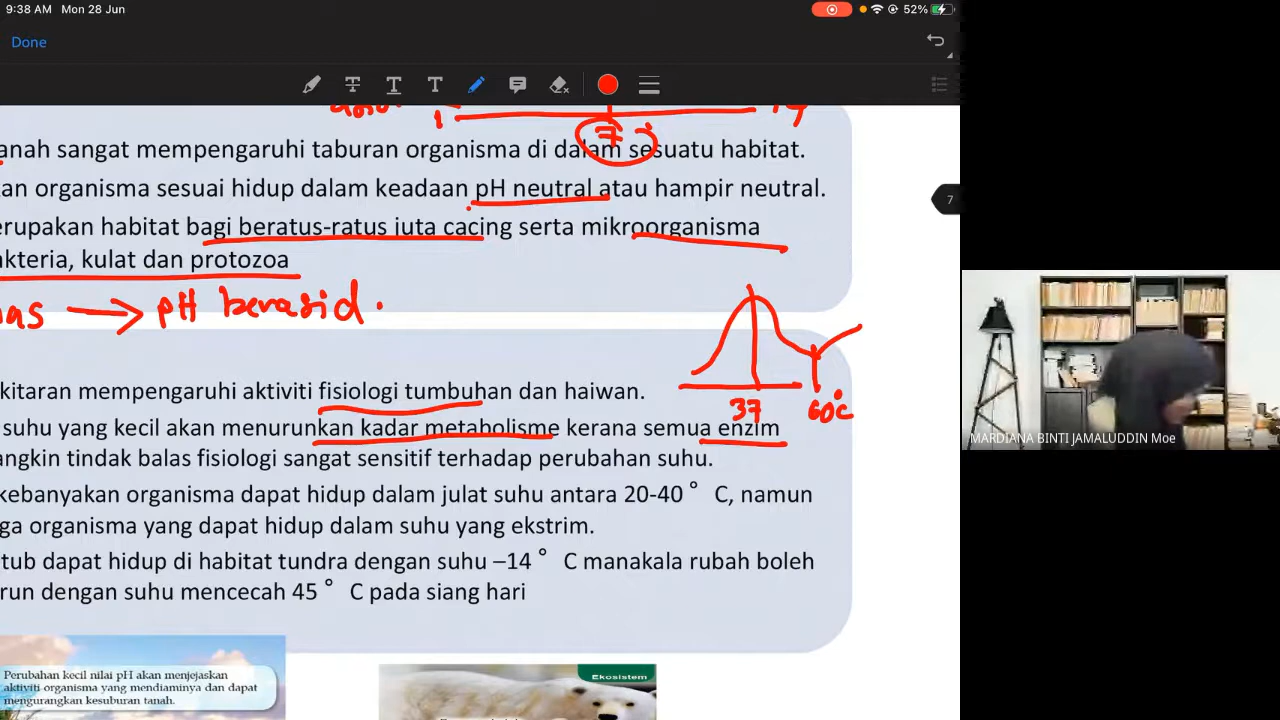 9:38 AM Mon 28 Jun
52%
Done
1
7
7
anah sangat mempengaruhi taburan organisma di dalam sesuatu habitat.
kan organisma sesuai hidup dalam keadaan pH neutral atau hampir neutral.
erupakan habitat bagi beratus-ratus juta cacing serta mikroorganisma
akteria, kulat dan protozoa
nas → pH berasid.
37 60°C
kitaran mempengaruhi aktiviti fisiologi tumbuhan dan haiwan.
suhu yang kecil akan menurunkan kadar metabolisme kerana semua enzim
angkin tindak balas fisiologi sangat sensitif terhadap perubahan suhu.
kebanyakan organisma dapat hidup dalam julat suhu antara 20-40 ° C, namun
ga organisma yang dapat hidup dalam suhu yang ekstrim.
tub dapat hidup di habitat tundra dengan suhu –14 ° C manakala rubah boleh
run dengan suhu mencecah 45 ° C pada siang hari
Perubahan kecil nilai pH akan menjejaskan
aktiviti organisma yang mendiaminya dan dapat
mengurangkan kesuburan tanah.
Ekosistem
MARDIANA BINTI JAMALUDDIN Moe